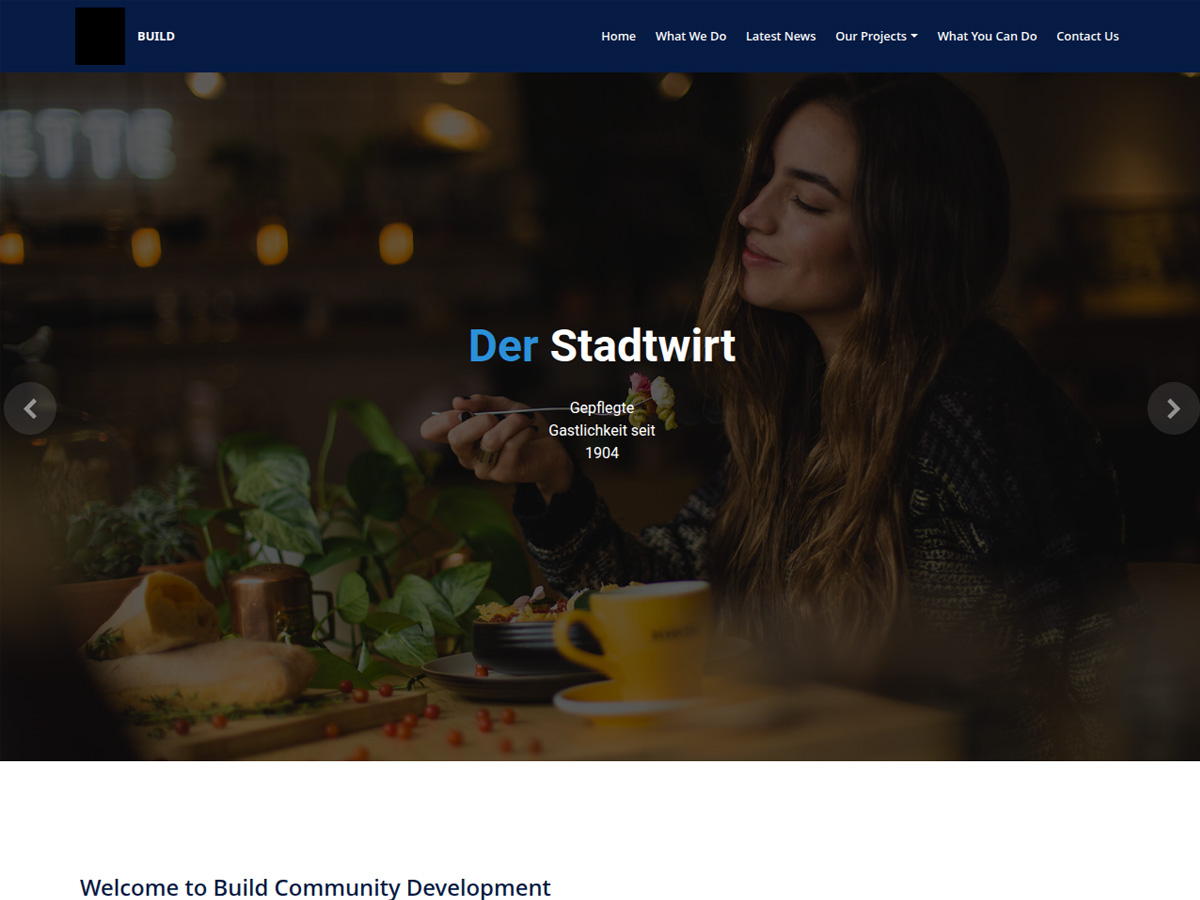 BUILD
Home
What We Do
Latest News
Our Projects
What You Can Do
Contact Us
ETTE
Der Stadtwirt
Gepflegte
Gastlichkeit seit
1904
Welcome to Build Community Development